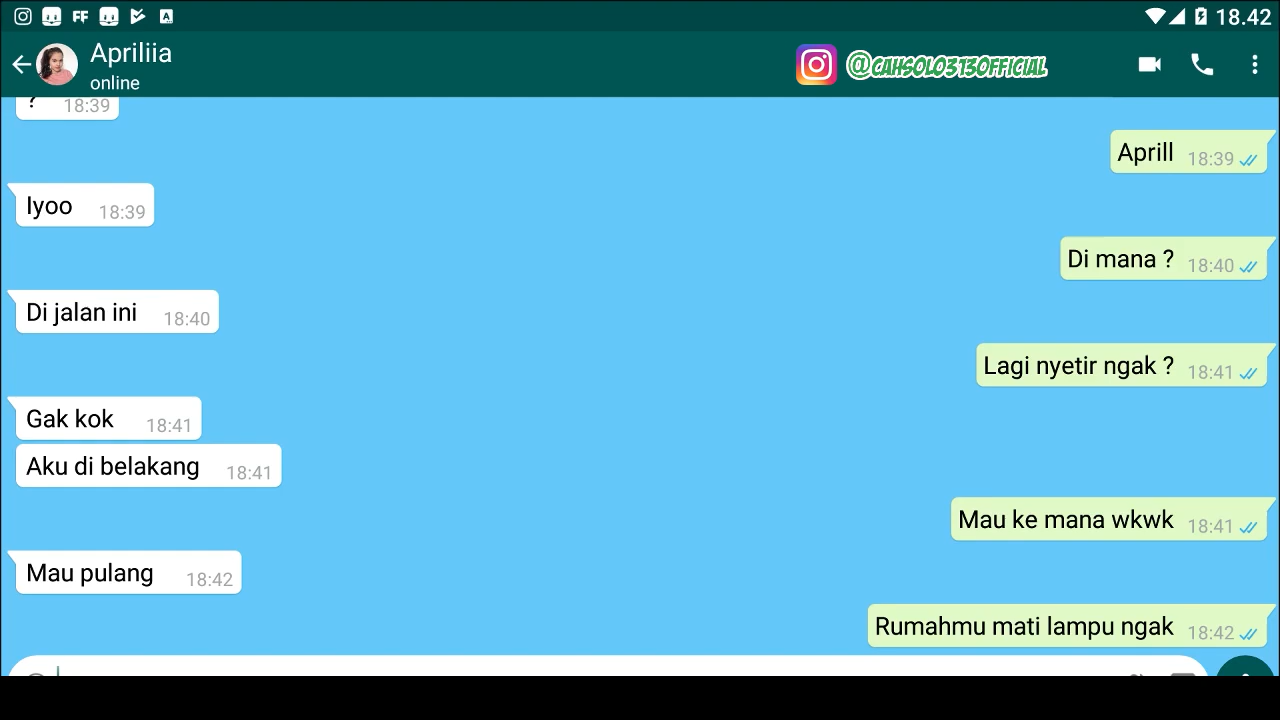 FF
A
18.42
Apriliia
online
@CAHSOLO313OFFICIAL
? 18:39
Aprill 18:39
Iyoo 18:39
Di mana ? 18:40
Di jalan ini 18:40
Lagi nyetir ngak ? 18:41
Gak kok 18:41
Aku di belakang 18:41
Mau ke mana wkwk 18:41
Mau pulang 18:42
Rumahmu mati lampu ngak 18:42